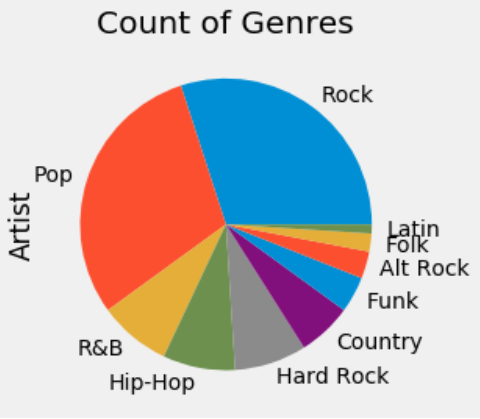 Count of Genres
Rock
Pop
Artist
Latin
Folk
Alt Rock
Funk
Country
R&B
Hip-Hop
Hard Rock